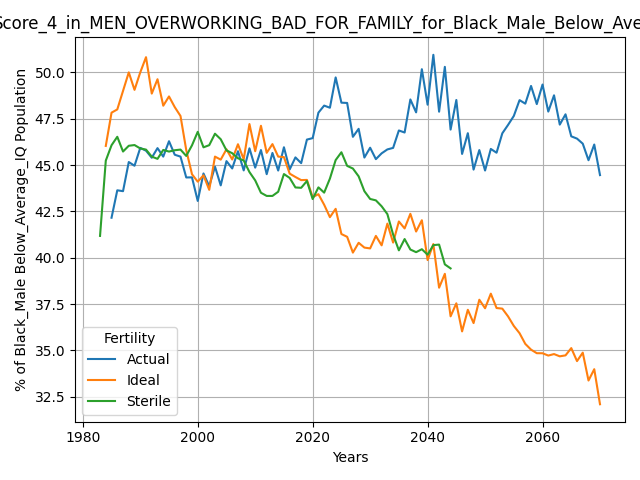 Score_4_in_MEN_OVERWORKING_BAD_FOR_FAMILY_for_Black_Male_Below_Ave
% of Black_Male Below_Average_IQ Population
50.0
47.5
45.0
42.5
40.0
37.5
35.0
32.5
Fertility
Actual
Ideal
Sterile
1980
2000
2020
2040
2060
Years